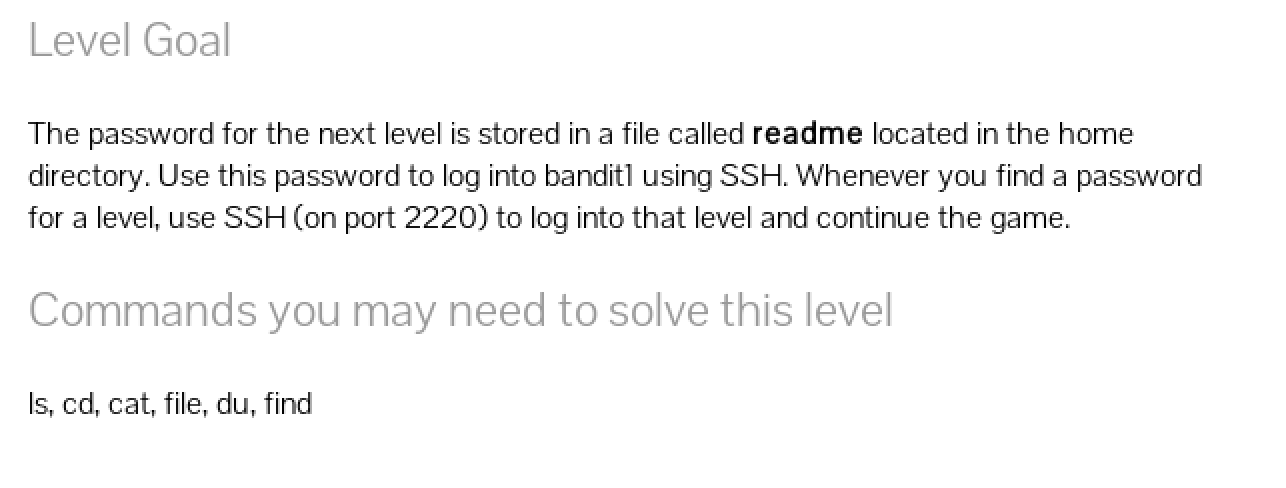 Level Goal
The password for the next level is stored in a file called readme located in the home
directory. Use this password to log into bandit1 using SSH. Whenever you find a password
for a level, use SSH (on port 2220) to log into that level and continue the game.
Commands you may need to solve this level
ls, cd, cat, file, du, find